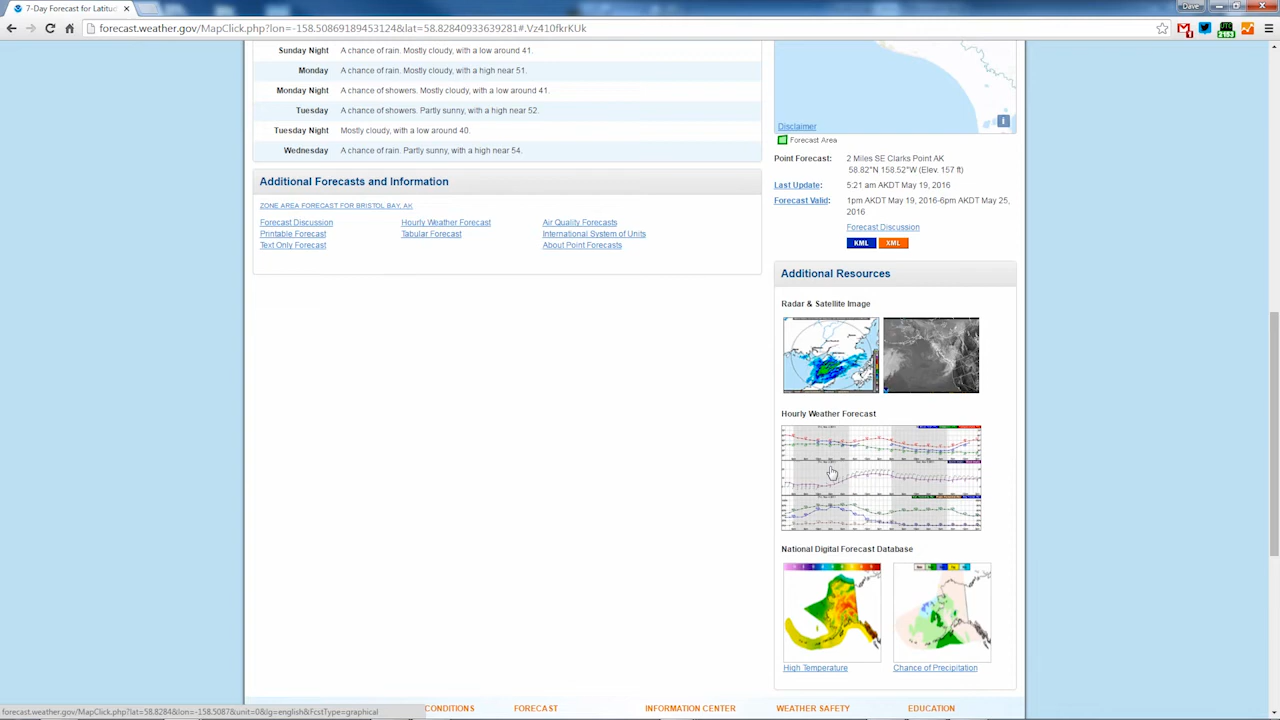 7-Day Forecast for Latitud
Dave
forecast.weather.gov/MapClick.php?lon=-158.50869189453124&lat=58.82840933639281#.Vz410fkrKUk
Sunday Night A chance of rain. Mostly cloudy, with a low around 41.
Monday A chance of rain. Mostly cloudy, with a high near 51.
Monday Night A chance of showers. Mostly cloudy, with a low around 41.
Tuesday A chance of showers. Partly sunny, with a high near 52.
Tuesday Night Mostly cloudy, with a low around 40.
Wednesday A chance of rain. Partly sunny, with a high near 54.
Additional Forecasts and Information
ZONE AREA FORECAST FOR BRISTOL BAY, AK
Forecast Discussion Hourly Weather Forecast Air Quality Forecasts
Printable Forecast Tabular Forecast International System of Units
Text Only Forecast About Point Forecasts
Disclaimer
Forecast Area
Point Forecast: 2 Miles SE Clarks Point AK
58.82°N 158.52°W (Elev. 157 ft)
Last Update: 5:21 am AKDT May 19, 2016
Forecast Valid: 1pm AKDT May 19, 2016-6pm AKDT May 25,
2016
Forecast Discussion
KML XML
Additional Resources
Radar & Satellite Image
Hourly Weather Forecast
National Digital Forecast Database
High Temperature Chance of Precipitation
forecast.weather.gov/MapClick.php?lat=58.8284&lon=-158.5087&unit=0&lg=english&FcstType=graphical
CONDITIONS FORECAST INFORMATION CENTER WEATHER SAFETY EDUCATION